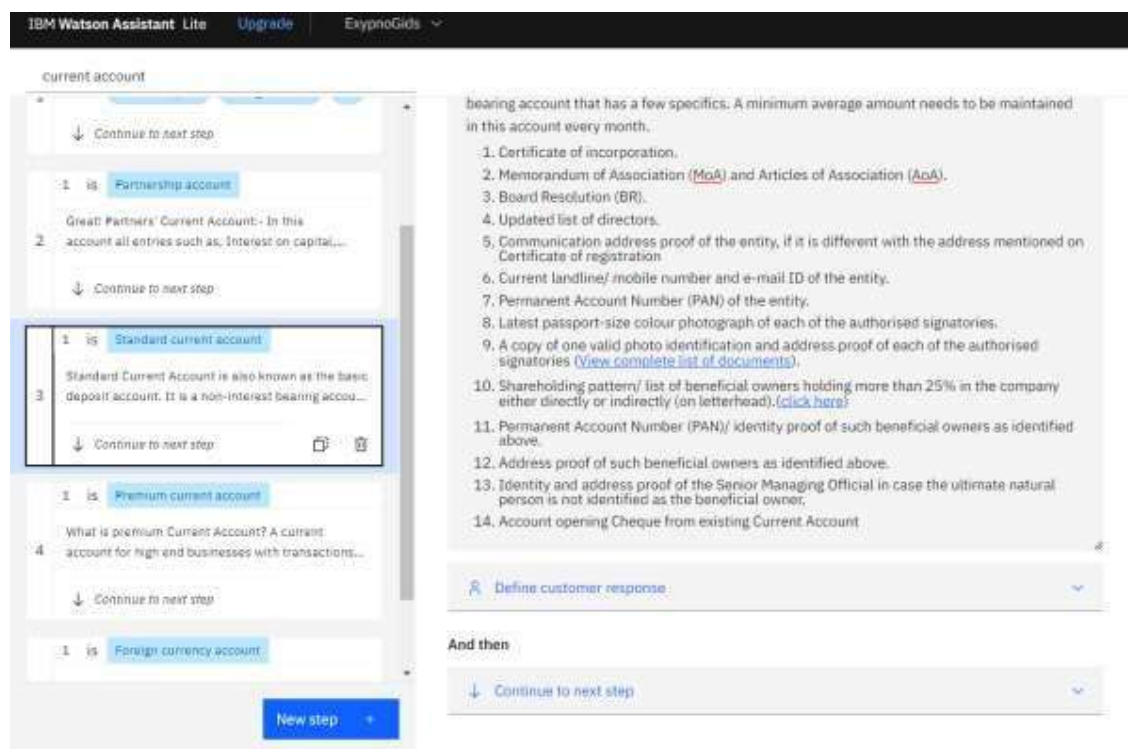 IBM Watson Assistant Lite Upgrade ExypnoGids
current account
Continue to next step
1 is Partnership account
Great! Partners' Current Account:- In this
2 account all entries such as, Interest on capital,...
Continue to next step
1 is Standard current account
Standard Current Account is also known as the basic
3 deposit account. It is a non-interest bearing accou...
Continue to next step
1 is Premium current account
What is premium Current Account? A current
4 account for high end businesses with transactions...
Continue to next step
1 is Foreign currency account
New step +
bearing account that has a few specifics. A minimum average amount needs to be maintained
in this account every month.
1. Certificate of incorporation.
2. Memorandum of Association (MoA) and Articles of Association (AoA).
3. Board Resolution (BR).
4. Updated list of directors.
5. Communication address proof of the entity, if it is different with the address mentioned on
Certificate of registration
6. Current landline/ mobile number and e-mail ID of the entity.
7. Permanent Account Number (PAN) of the entity.
8. Latest passport-size colour photograph of each of the authorised signatories.
9. A copy of one valid photo identification and address proof of each of the authorised
signatories (View complete list of documents).
10. Shareholding pattern/ list of beneficial owners holding more than 25% in the company
either directly or indirectly (on letterhead).(click here)
11. Permanent Account Number (PAN)/ identity proof of such beneficial owners as identified
above.
12. Address proof of such beneficial owners as identified above.
13. Identity and address proof of the Senior Managing Official in case the ultimate natural
person is not identified as the beneficial owner.
14. Account opening Cheque from existing Current Account
Define customer response
And then
Continue to next step